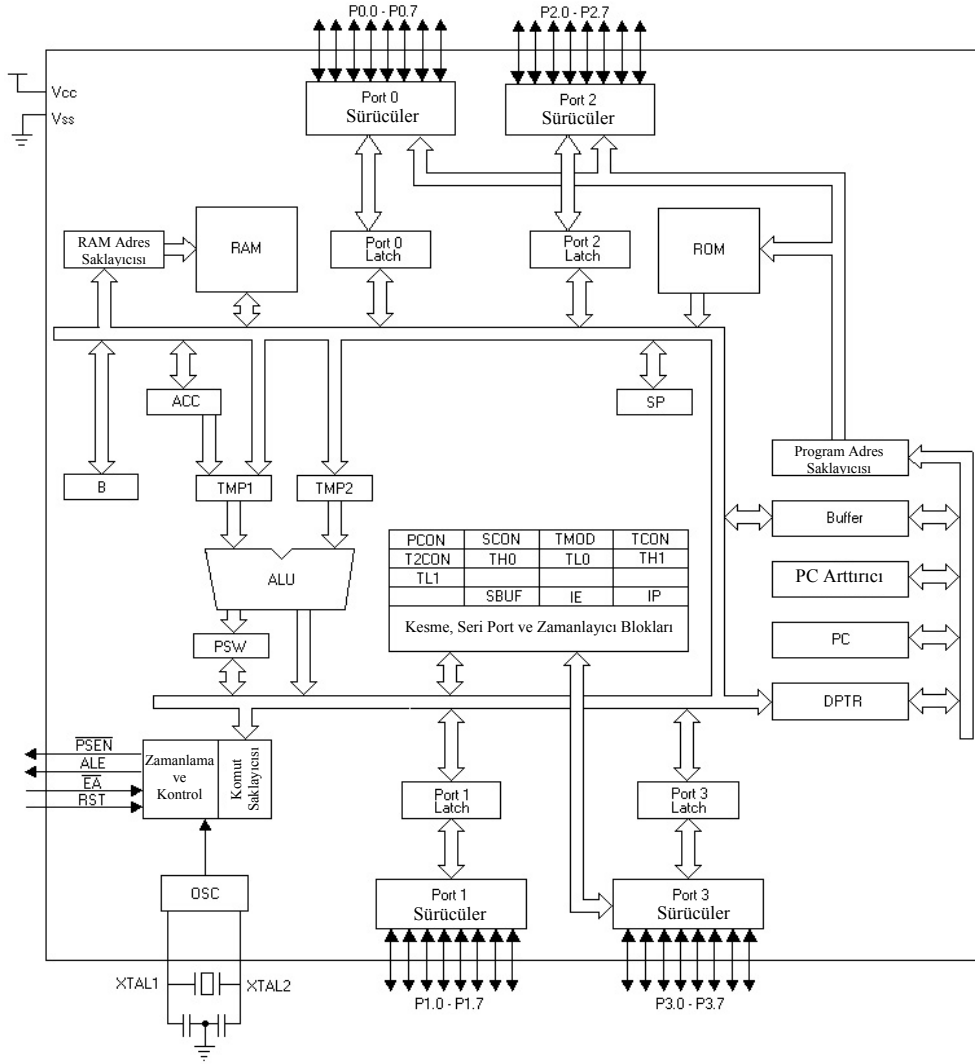 P0.0 - P0.7
P2.0 - P2.7
Vcc
Vss
Port 0
Sürücüler
Port 2
Sürücüler
RAM Adres
Saklayıcısı
RAM
Port 0
Latch
Port 2
Latch
ROM
ACC
SP
B
TMP1
TMP2
Program Adres
Saklayıcısı
Buffer
PC Arttırıcı
PC
DPTR
ALU
PSW
PCON SCON TMOD TCON
T2CON TH0 TL0 TH1
TL1
SBUF IE IP
Kesme, Seri Port ve Zamanlayıcı Blokları
PSEN
ALE
EA
RST
Zamanlama
ve
Kontrol
Komut
Saklayıcısı
Port 1
Latch
Port 3
Latch
OSC
Port 1
Sürücüler
Port 3
Sürücüler
XTAL1
XTAL2
P1.0 - P1.7
P3.0 - P3.7